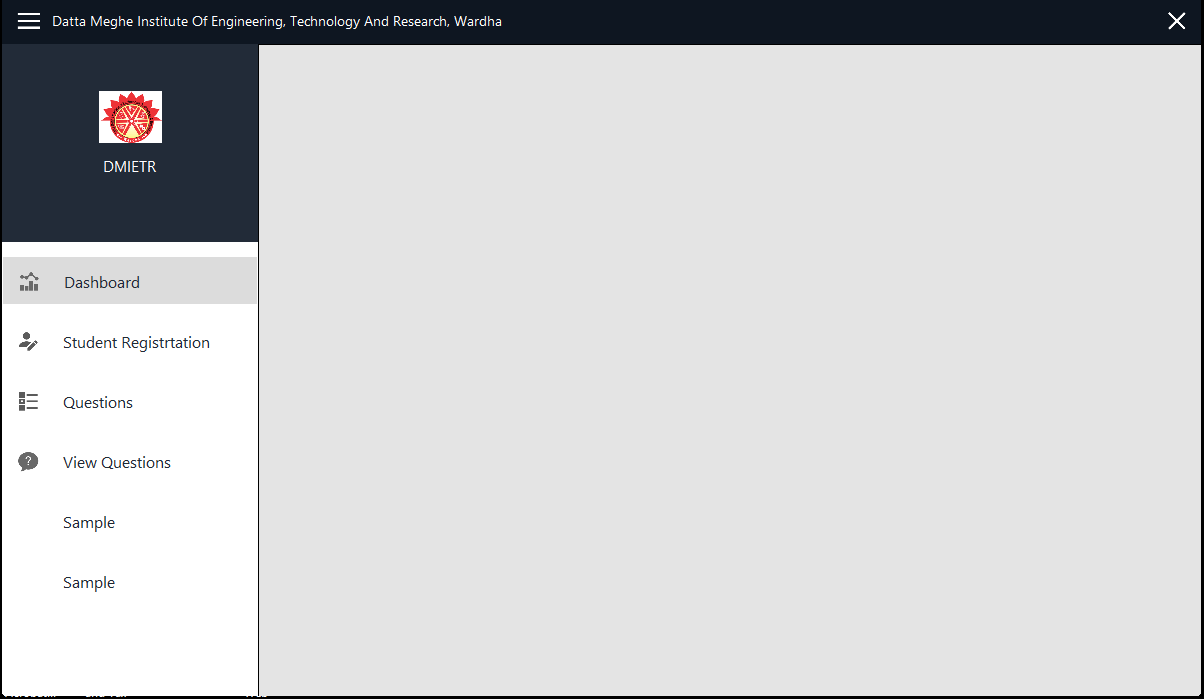 Datta Meghe Institute Of Engineering, Technology And Research, Wardha
DMIETR
Dashboard
Student Registrtation
Questions
View Questions
Sample
Sample